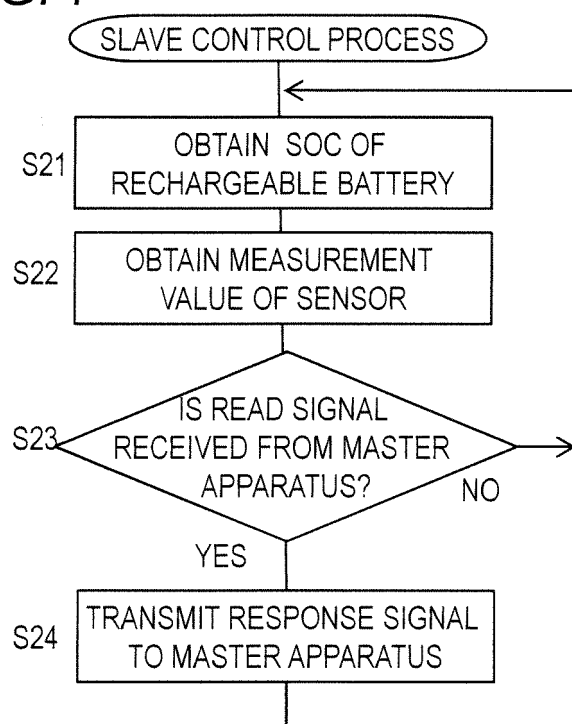 SLAVE CONTROL PROCESS
S21
OBTAIN SOC OF
RECHARGEABLE BATTERY
S22
OBTAIN MEASUREMENT
VALUE OF SENSOR
S23
IS READ SIGNAL
RECEIVED FROM MASTER
APPARATUS?
NO
YES
S24
TRANSMIT RESPONSE SIGNAL
TO MASTER APPARATUS